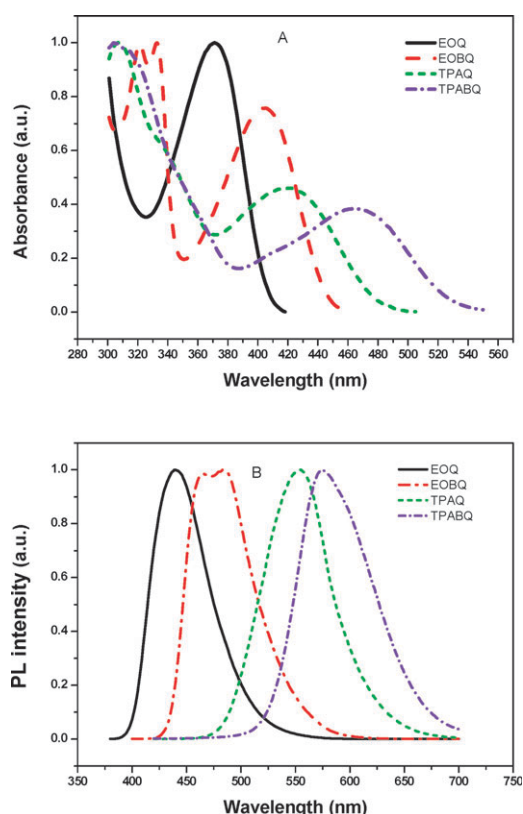 A
EOQ
EOBQ
TPAQ
TPABQ
1.0
0.8
0.6
0.4
0.2
0.0
Absorbance (a.u.)
280 300 320 340 360 380 400 420 440 460 480 500 520 540 560
Wavelength (nm)
B
EOQ
EOBQ
TPAQ
TPABQ
1.0
0.8
0.6
0.4
0.2
0.0
PL intensity (a.u.)
350 400 450 500 550 600 650 700 750
Wavelength (nm)